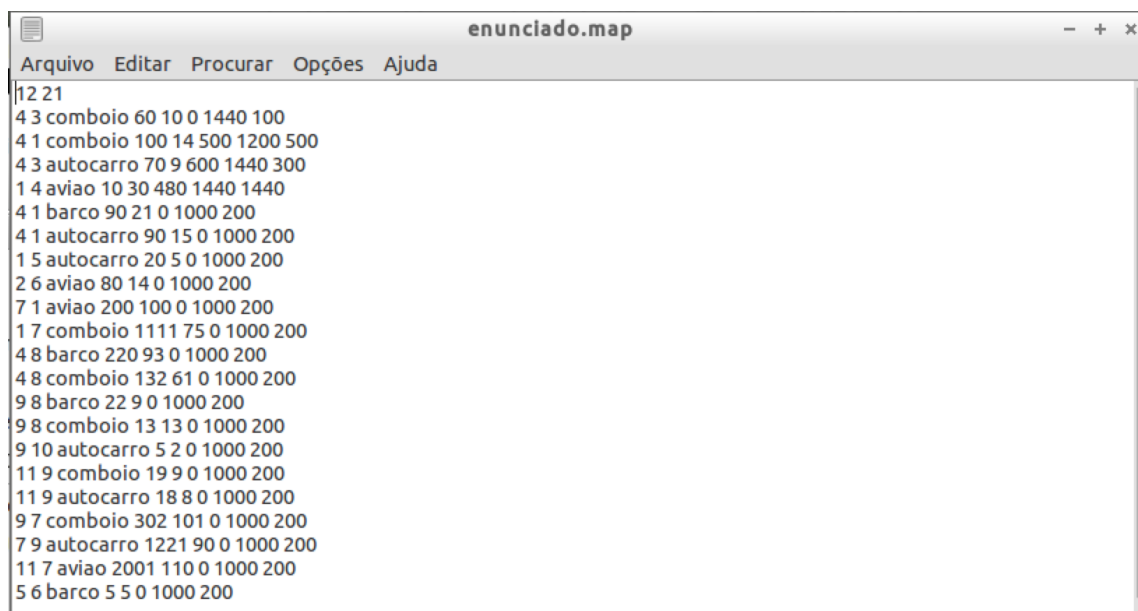 enunciado.map
Arquivo Editar Procurar Opções Ajuda
12 21
4 3 comboio 60 10 0 1440 100
4 1 comboio 100 14 500 1200 500
4 3 autocarro 70 9 600 1440 300
1 4 aviao 10 30 480 1440 1440
4 1 barco 90 21 0 1000 200
4 1 autocarro 90 15 0 1000 200
1 5 autocarro 20 5 0 1000 200
2 6 aviao 80 14 0 1000 200
7 1 aviao 200 100 0 1000 200
1 7 comboio 1111 75 0 1000 200
4 8 barco 220 93 0 1000 200
4 8 comboio 132 61 0 1000 200
9 8 barco 22 9 0 1000 200
9 8 comboio 13 13 0 1000 200
9 10 autocarro 5 2 0 1000 200
11 9 comboio 19 9 0 1000 200
11 9 autocarro 18 8 0 1000 200
9 7 comboio 302 101 0 1000 200
7 9 autocarro 1221 90 0 1000 200
11 7 aviao 2001 110 0 1000 200
5 6 barco 5 5 0 1000 200